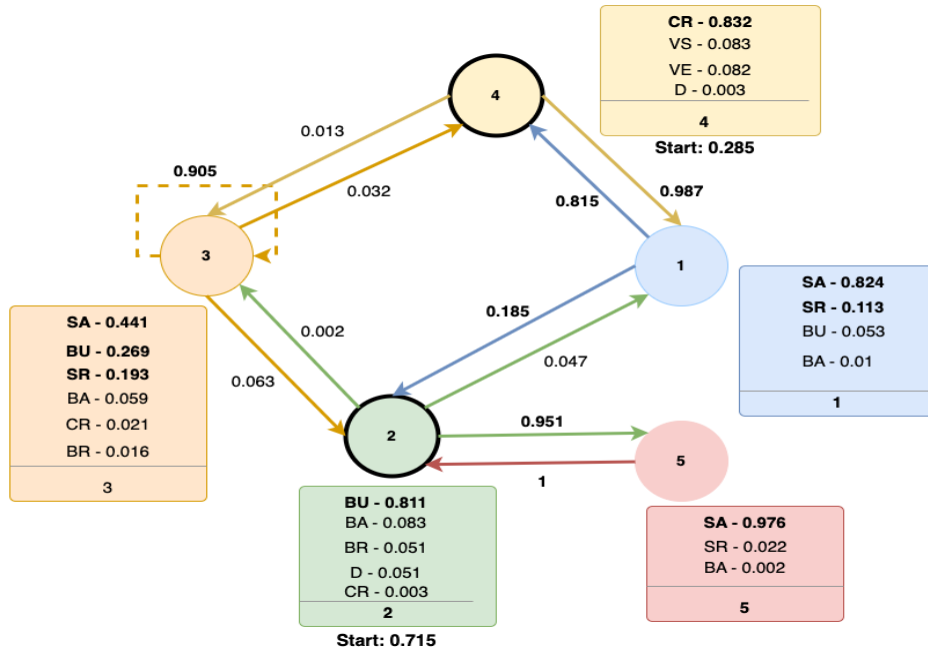 CR - 0.832
VS - 0.083
VE - 0.082
D - 0.003
4
Start: 0.285
4
0.013
0.032
0.905
0.987
0.815
3
1
SA - 0.824
SR - 0.113
BU - 0.053
BA - 0.01
1
SA - 0.441
BU - 0.269
SR - 0.193
BA - 0.059
CR - 0.021
BR - 0.016
3
0.002
0.185
0.047
0.063
2
0.951
5
1
BU - 0.811
BA - 0.083
BR - 0.051
D - 0.051
CR - 0.003
2
Start: 0.715
SA - 0.976
SR - 0.022
BA - 0.002
5